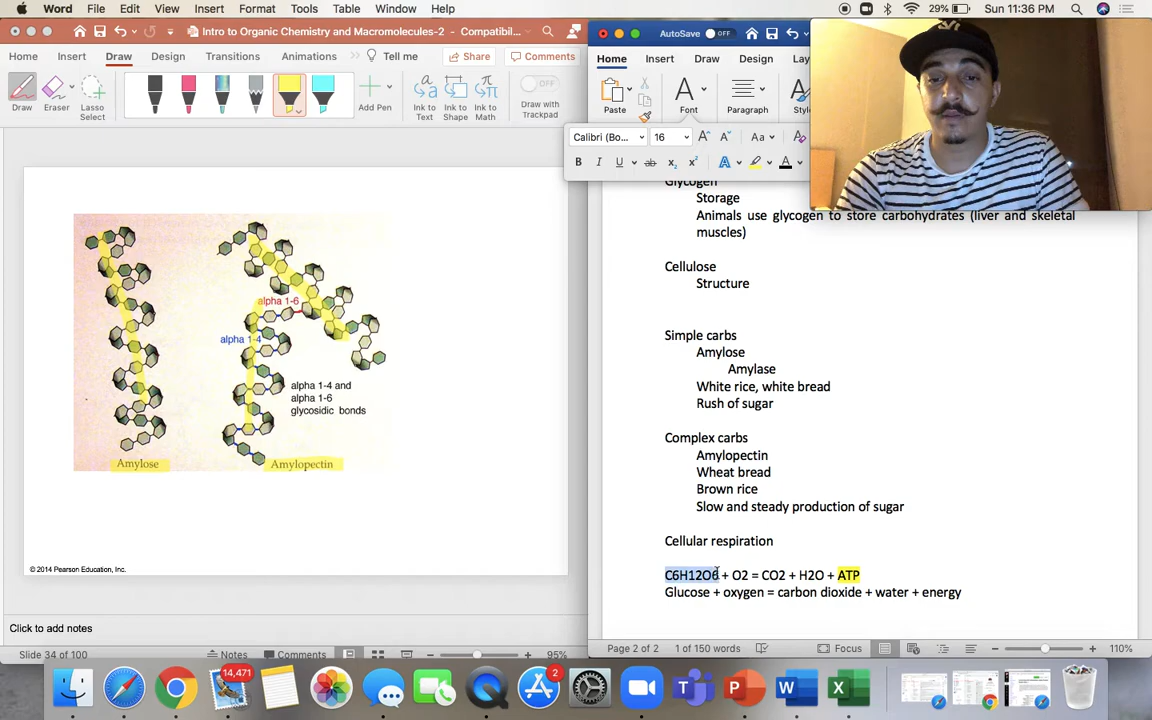 Word File Edit View Insert Format Tools Table Window Help 29% Sun 11:36 PM
Intro to Organic Chemistry and Macromolecules-2 - Compatibil...
Home Insert Draw Design Transitions Animations Tell me Share Comments
Draw Eraser Lasso Select Add Pen Ink to Text Ink to Shape Ink to Math OFF Draw with Trackpad
alpha 1-6
alpha 1-4
alpha 1-4 and
alpha 1-6
glycosidic bonds
Amylose Amylopectin
© 2014 Pearson Education, Inc.
Click to add notes
Slide 34 of 100 Notes Comments 95%
AutoSave OFF
Home Insert Draw Design Lay
Paste Font Paragraph Style
Calibri (Bo... 16 Aa
B I U ab x2 x2 A A
Glycogen
Storage
Animals use glycogen to store carbohydrates (liver and skeletal
muscles)
Cellulose
Structure
Simple carbs
Amylose
Amylase
White rice, white bread
Rush of sugar
Complex carbs
Amylopectin
Wheat bread
Brown rice
Slow and steady production of sugar
Cellular respiration
C6H12O6 + O2 = CO2 + H2O + ATP
Glucose + oxygen = carbon dioxide + water + energy
Page 2 of 2 1 of 150 words Focus 110%
14,471 2